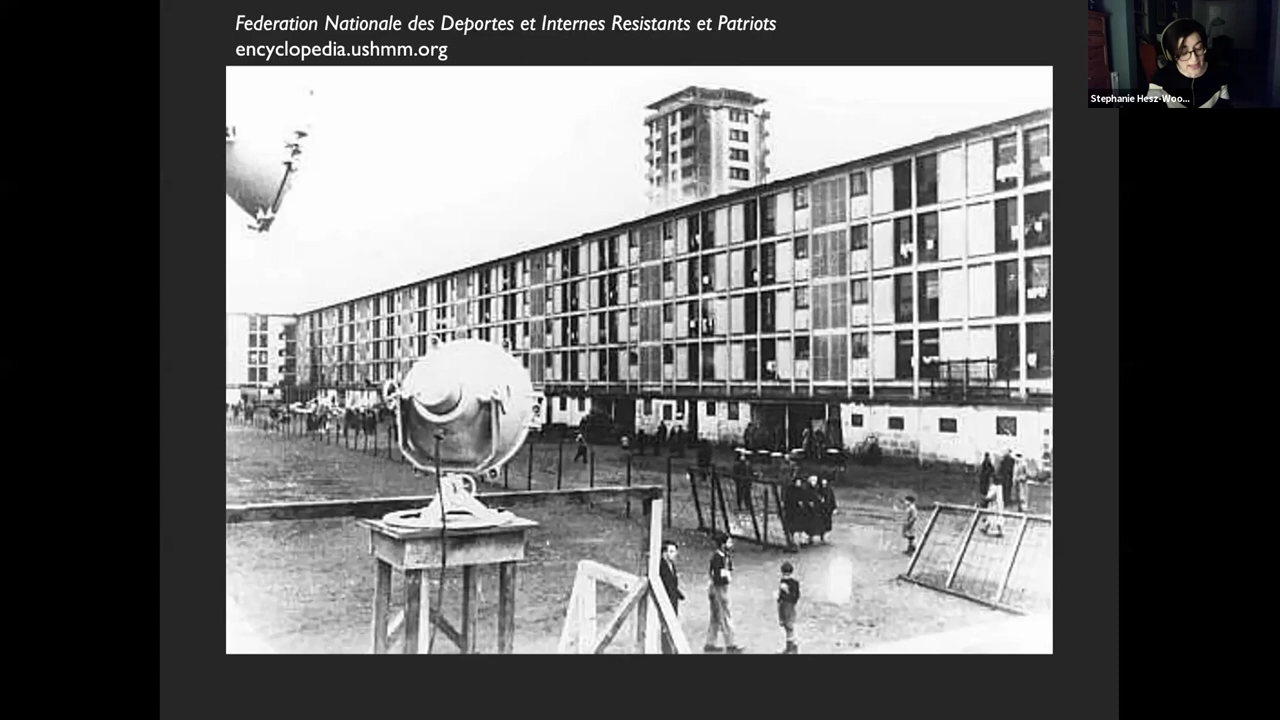 Federation Nationale des Deportes et Internes Resistants et Patriots
encyclopedia.ushmm.org
Stephanie Hesz-Woo...